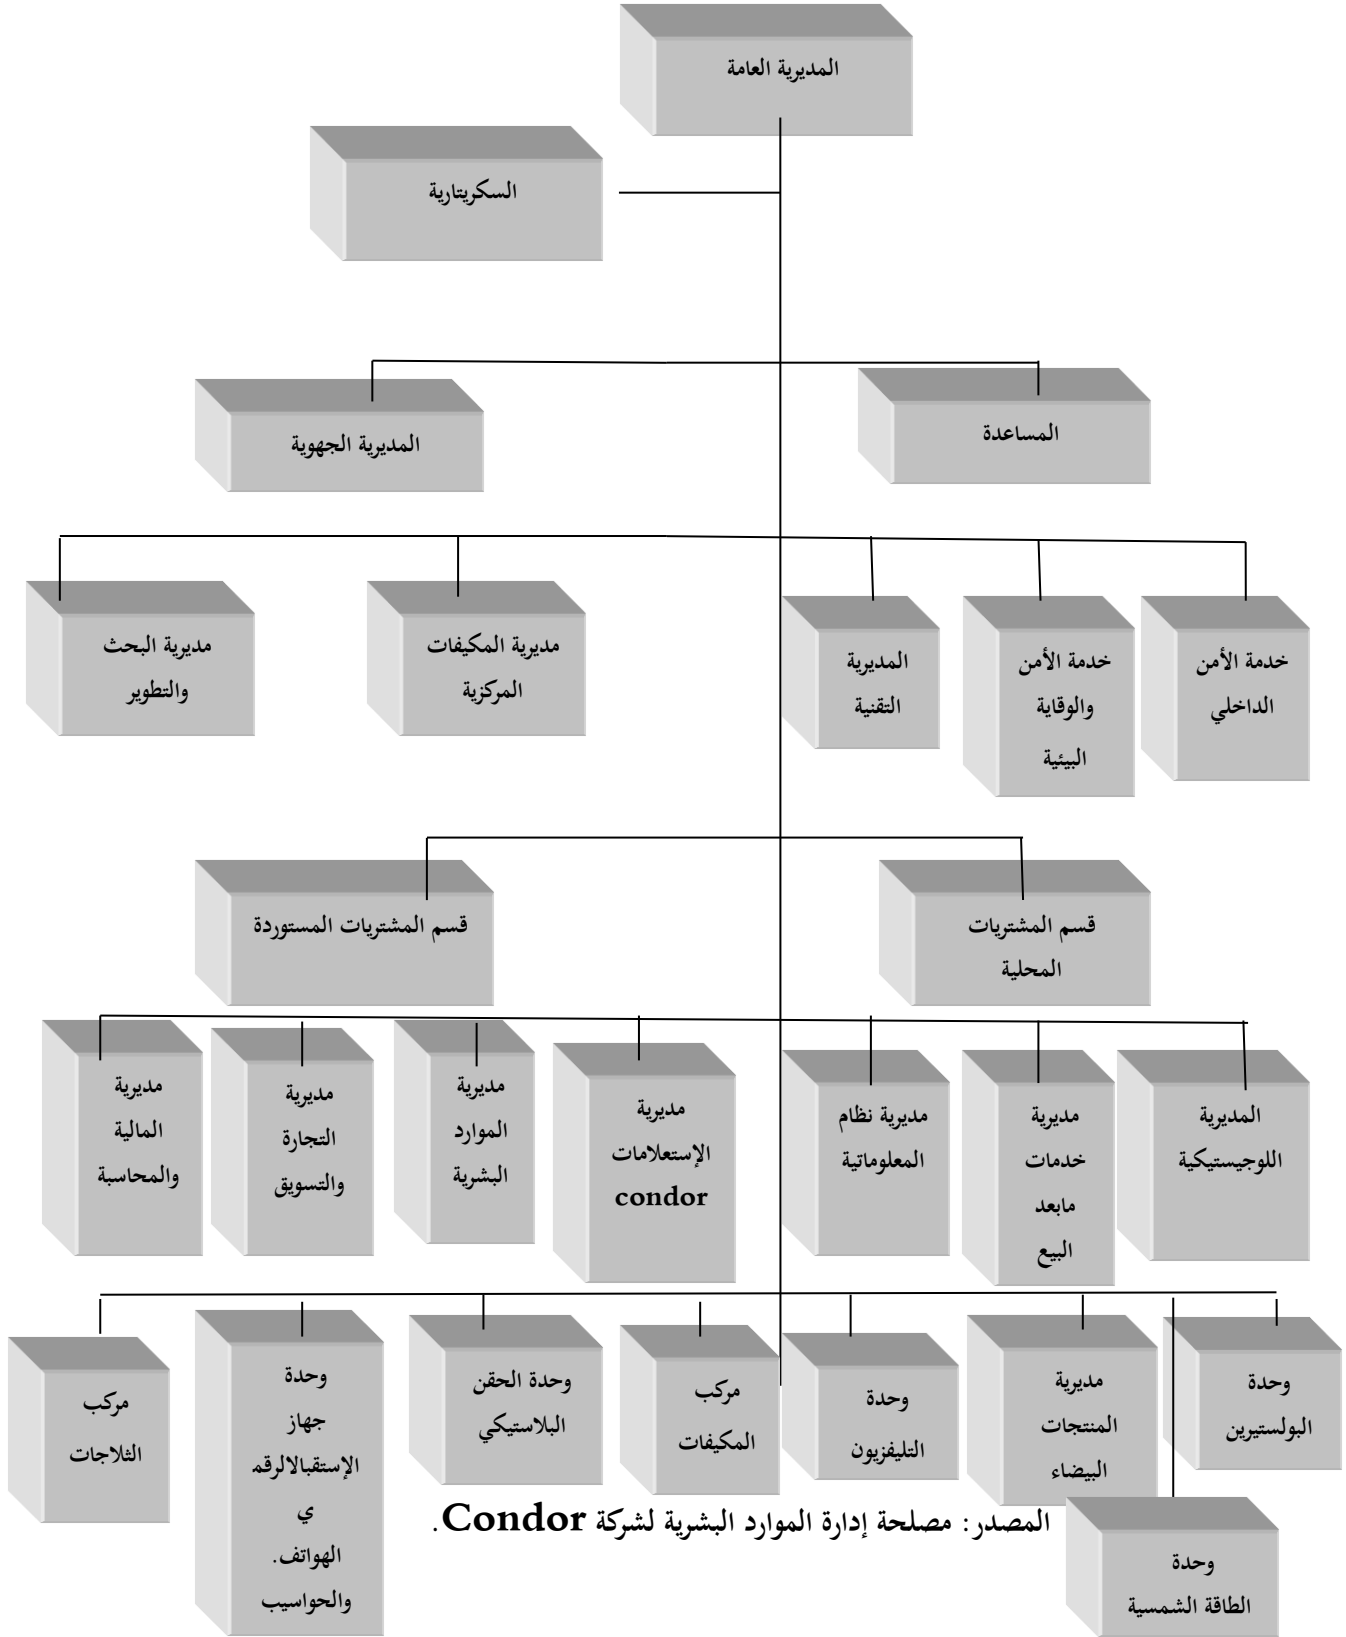 المديرية العامة
السكريتارية
المساعدة
المديرية الجهوية
خدمة الأمن
الداخلي
خدمة الأمن
والوقاية
البيئية
المديرية
التقنية
مديرية المكيفات
المركزية
مديرية البحث
والتطوير
قسم المشتريات
المحلية
قسم المشتريات المستوردة
المديرية
اللوجيستيكية
مديرية
خدمات
مابعد
البيع
مديرية نظام
المعلوماتية
مديرية
الإستعلامات
condor
مديرية
الموارد
البشرية
مديرية
التجارة
والتسويق
مديرية
المالية
والمحاسبة
وحدة
البولستيرين
وحدة
الطاقة الشمسية
مديرية
المنتجات
البيضاء
وحدة
التليفزيون
مركب
المكيفات
وحدة الحقن
البلاستيكي
وحدة
جهاز
الإستقبالالرقم
ي
الهواتف.
والحواسيب
مركب
الثلاجات
المصدر: مصلحة إدارة الموارد البشرية لشركة Condor.